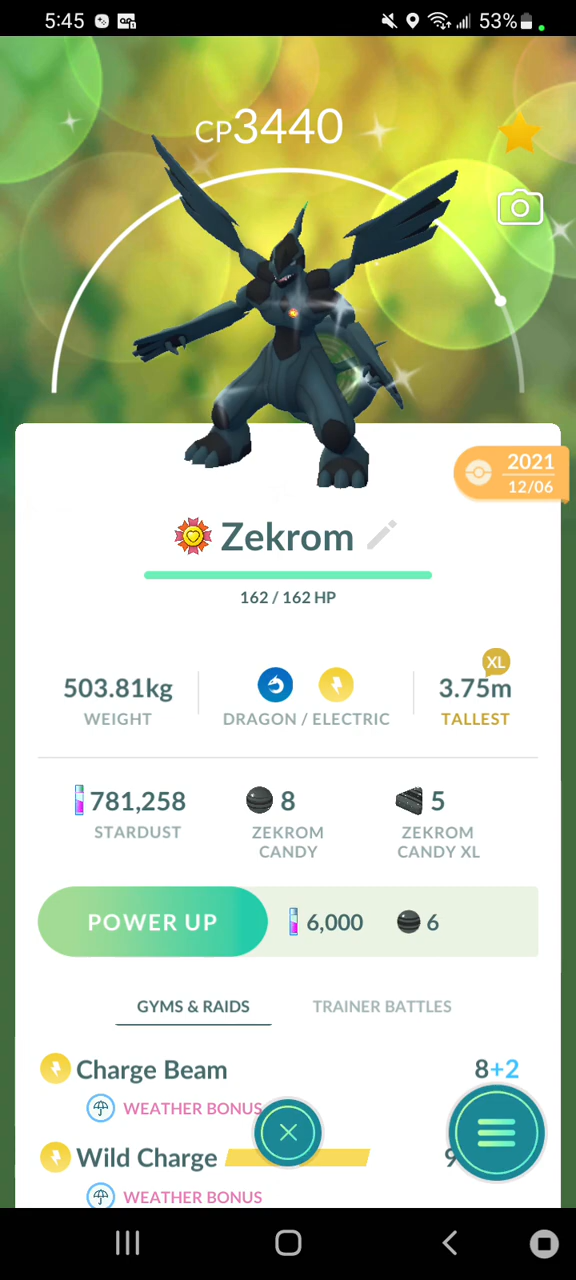 5:45 53%
CP3440
2021
12/06
Zekrom
162 / 162 HP
XL
503.81kg 3.75m
WEIGHT DRAGON / ELECTRIC TALLEST
781,258 8 5
STARDUST ZEKROM CANDY ZEKROM CANDY XL
POWER UP 6,000 6
GYMS & RAIDS TRAINER BATTLES
Charge Beam 8+2
WEATHER BONUS
Wild Charge 9
WEATHER BONUS